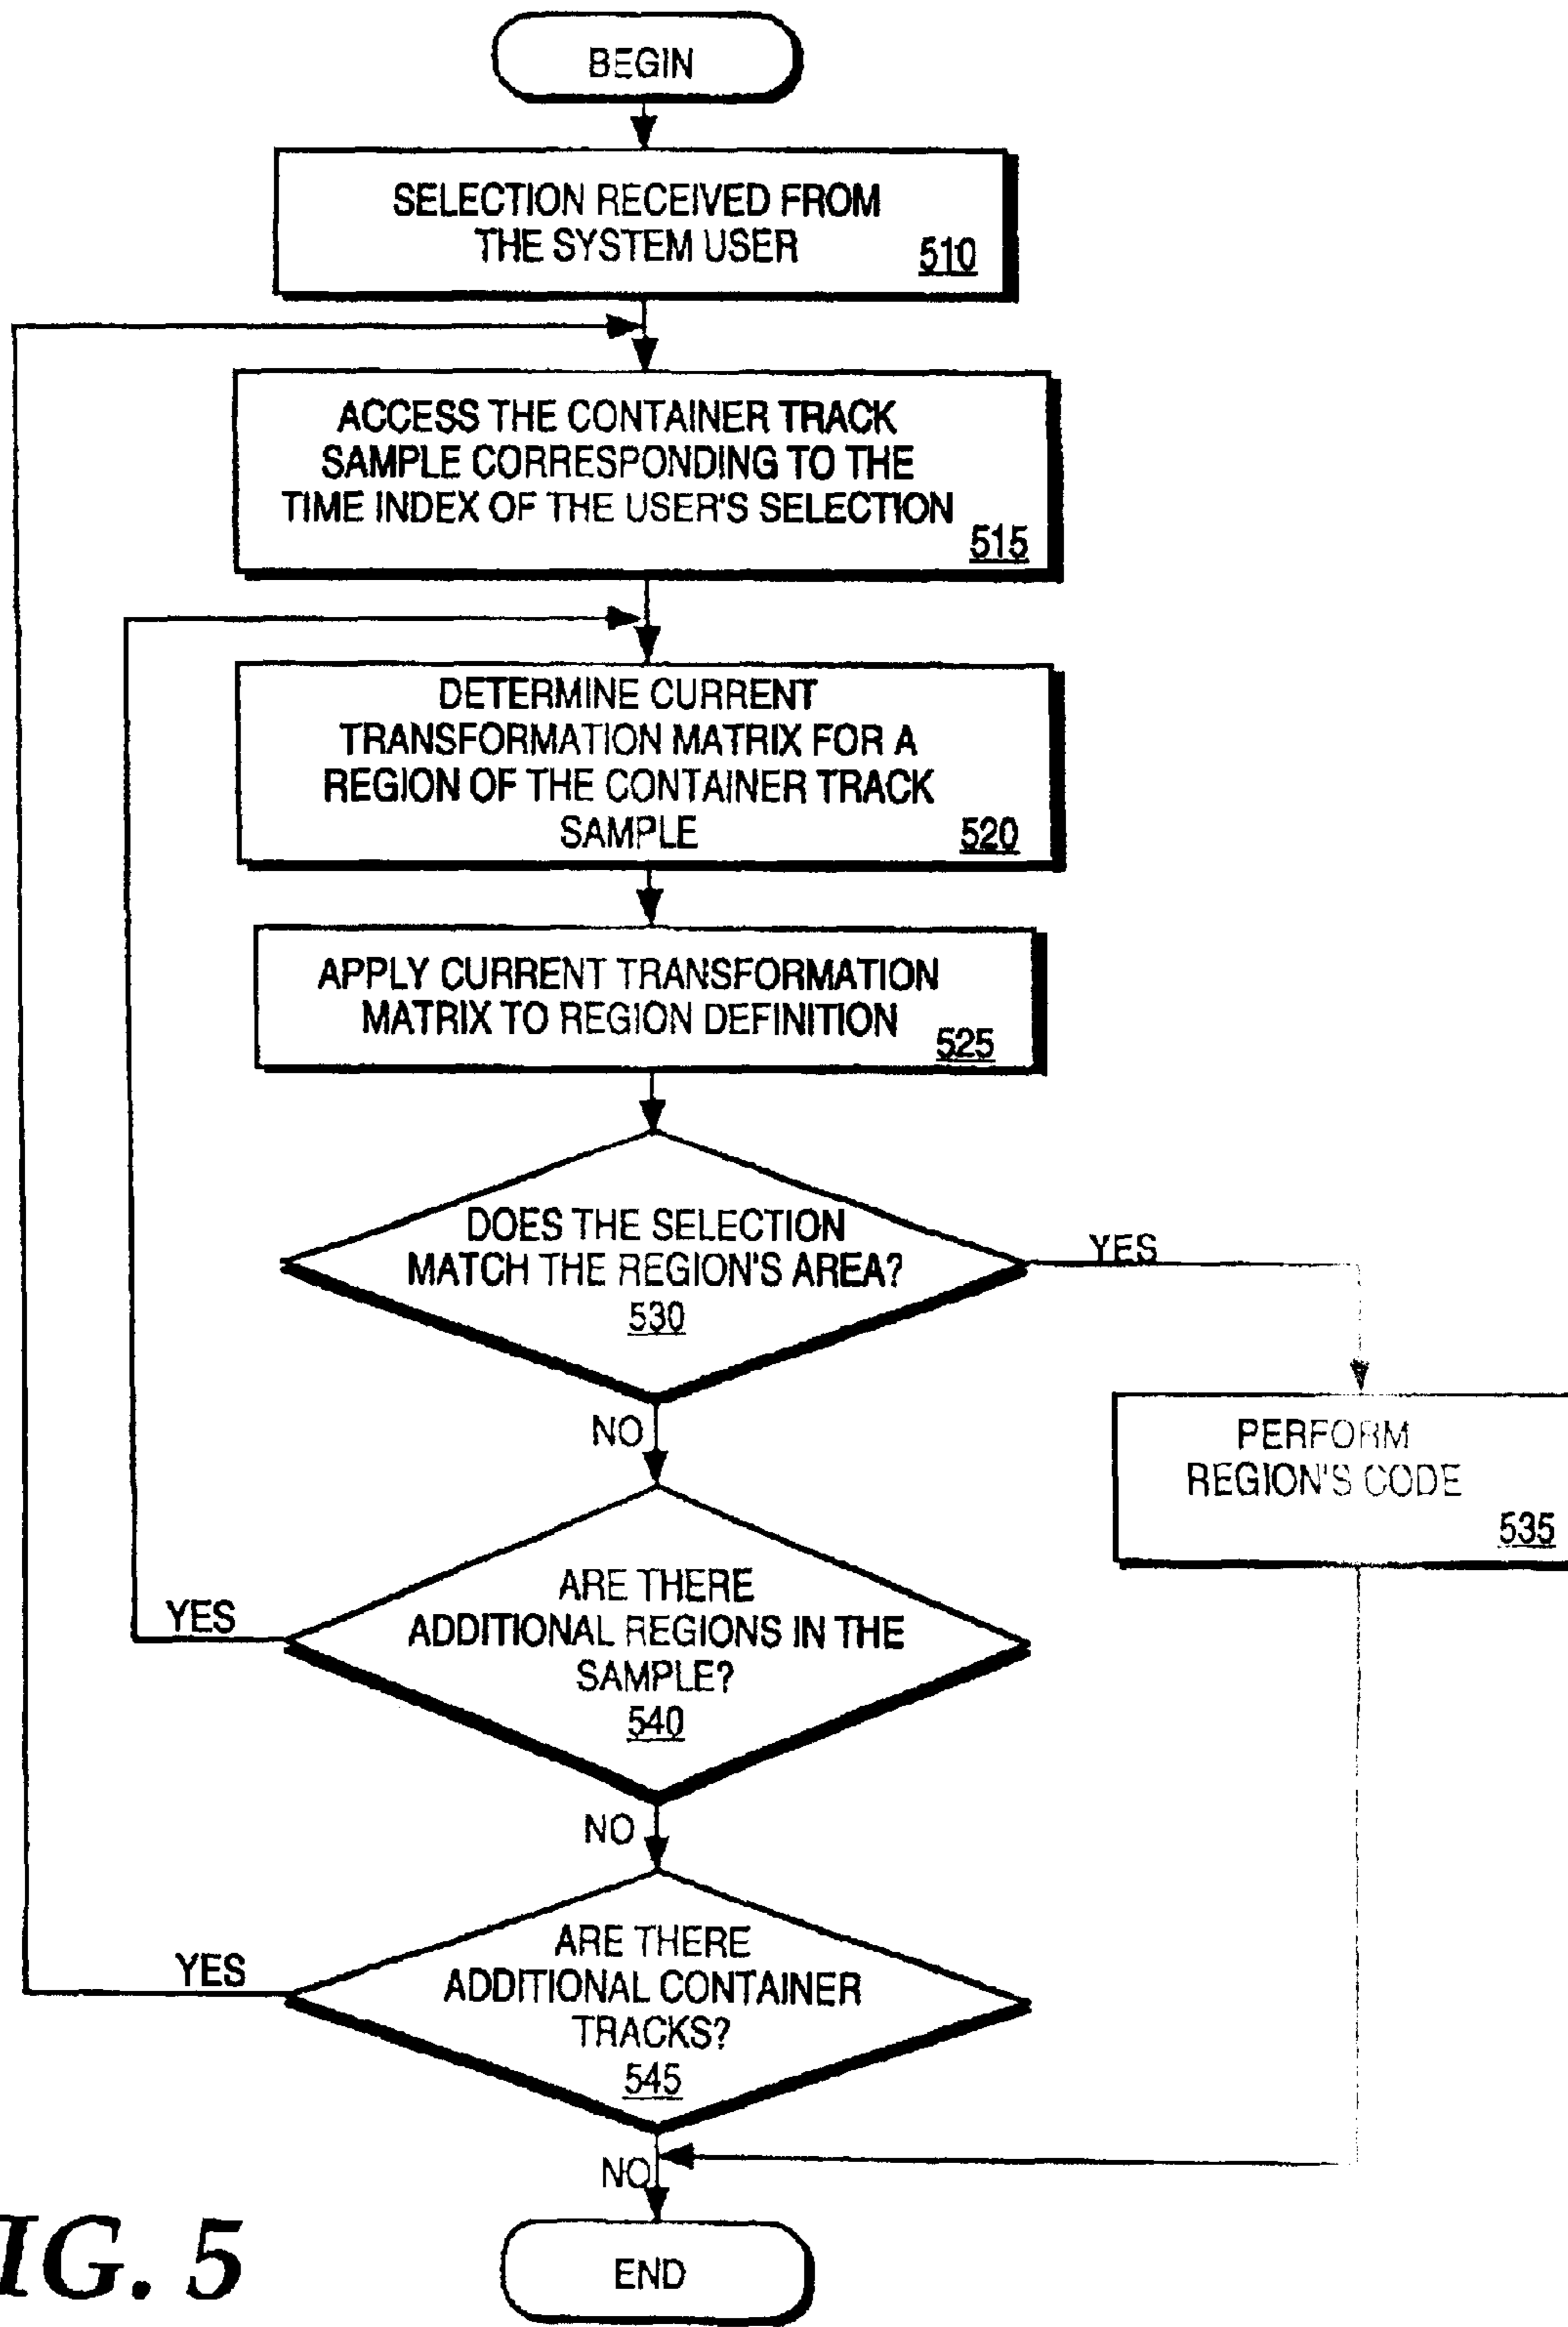 BEGIN
SELECTION RECEIVED FROM
THE SYSTEM USER
510
ACCESS THE CONTAINER TRACK
SAMPLE CORRESPONDING TO THE
TIME INDEX OF THE USER'S SELECTION
515
DETERMINE CURRENT
TRANSFORMATION MATRIX FOR A
REGION OF THE CONTAINER TRACK
SAMPLE
520
APPLY CURRENT TRANSFORMATION
MATRIX TO REGION DEFINITION
525
DOES THE SELECTION
MATCH THE REGION'S AREA?
530
YES
NO
PERFORM
REGION'S CODE
535
ARE THERE
ADDITIONAL REGIONS IN THE
SAMPLE?
540
YES
NO
ARE THERE
ADDITIONAL CONTAINER
TRACKS?
545
YES
NO
END
IG. 5